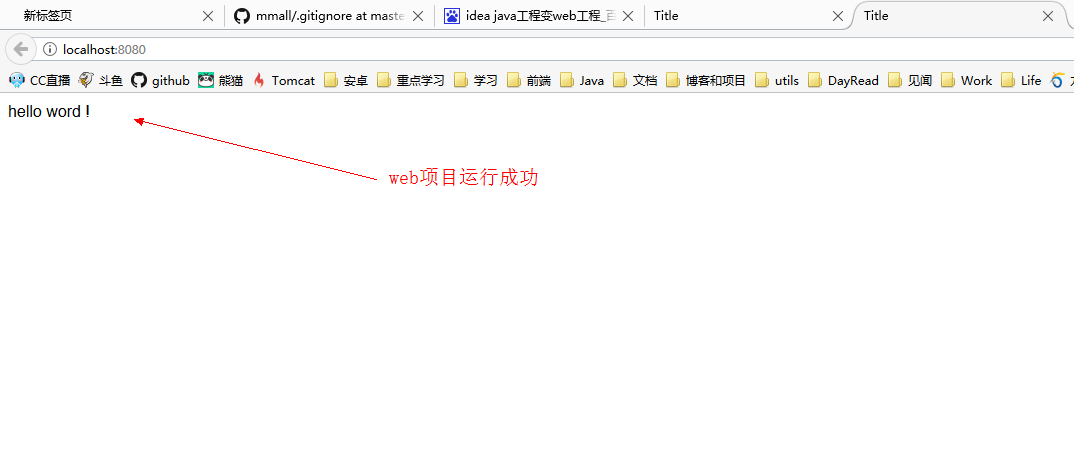 新标签页 mmall/.gitignore at maste idea java工程变web工程_百 Title Title
localhost:8080
CC直播 斗鱼 github 熊猫 Tomcat 安卓 重点学习 学习 前端 Java 文档 博客和项目 utils DayRead 见闻 Work Life
hello word !
web项目运行成功